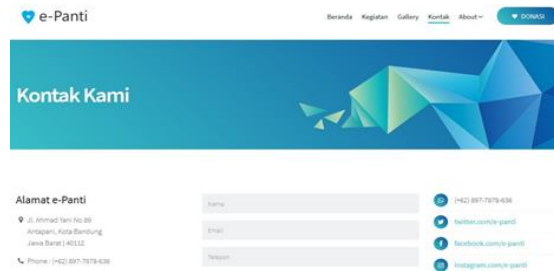 e-Panti
Beranda Kegiatan Gallery Kontak About
DONASI
Kontak Kami
Alamat e-Panti
Jl. Ahmad Yani No.99
Antapani, Kota Bandung
Jawa Barat | 40112
Phone : (+62) 897-7878-636
Nama
Email
Telepon
(+62) 897-7878-636
twitter.com/e-panti
facebook.com/e-panti
instagram.com/e-panti